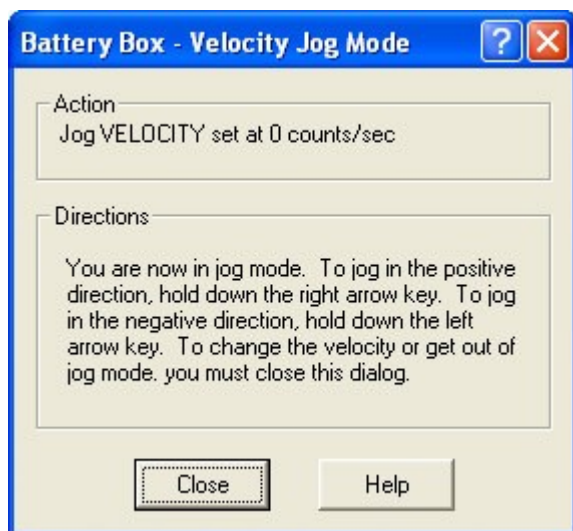 Battery Box - Velocity Jog Mode
Action
Jog VELOCITY set at 0 counts/sec
Directions
You are now in jog mode.  To jog in the positive
direction, hold down the right arrow key.  To jog
in the negative direction, hold down the left
arrow key.  To change the velocity or get out of
jog mode. you must close this dialog.
Close
Help